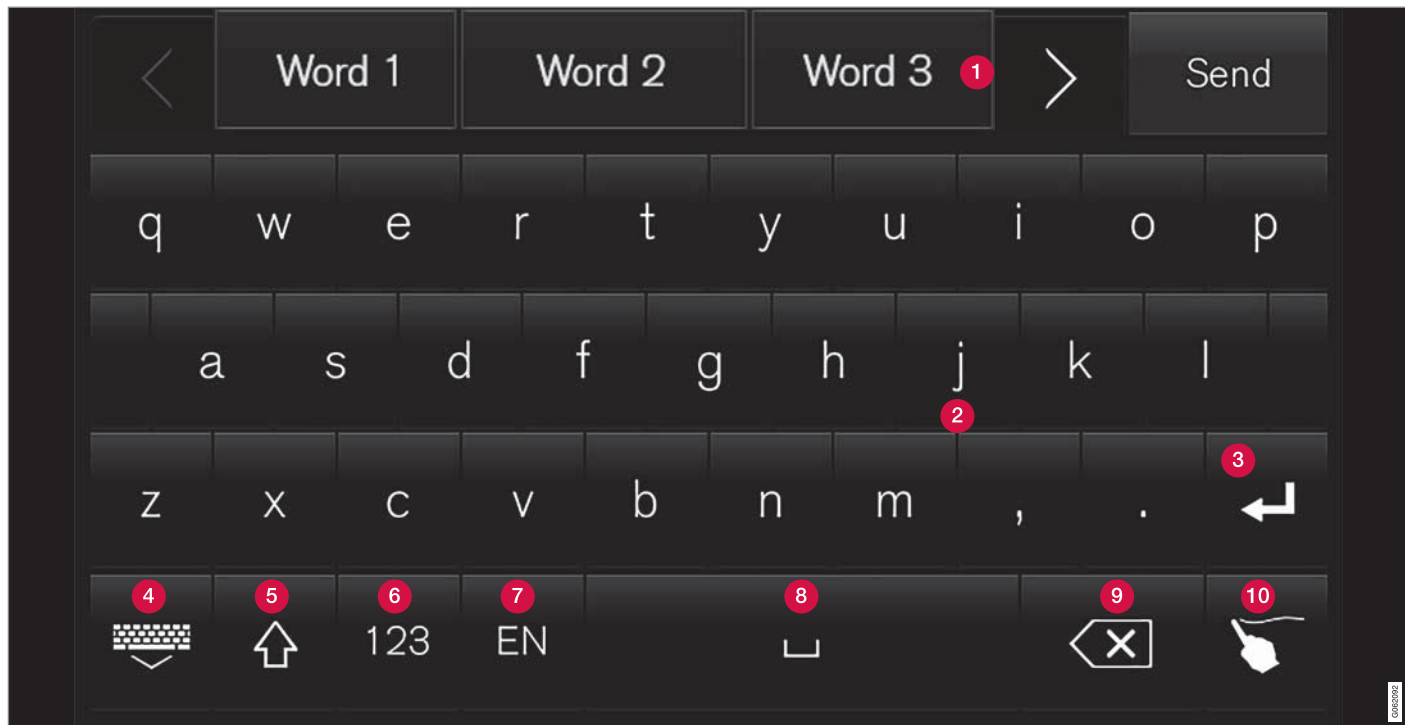 Word 1 Word 2 Word 3 1 Send
q w e r t y u i o p
a s d f g h j k l
2
3
z x c v b n m , .
4 5 6 7 8 9 10
123 EN
G062092